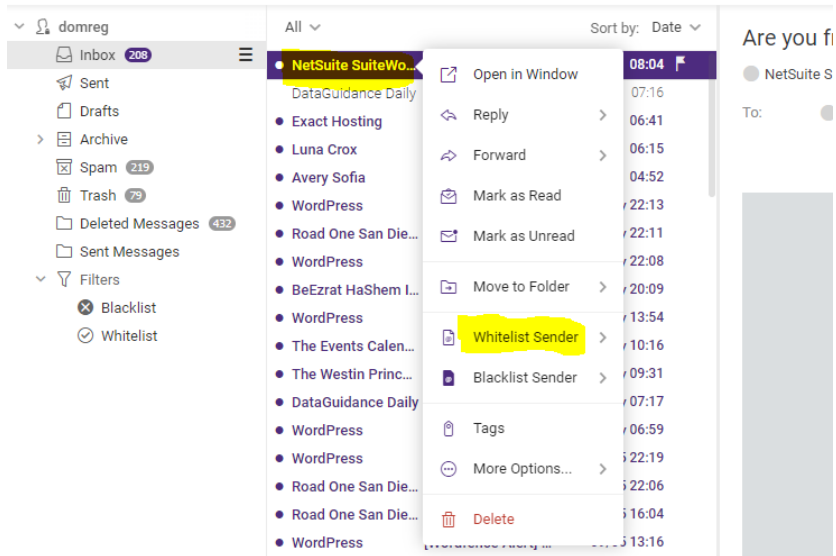 domreg
Inbox 208
Sent
Drafts
Archive
Spam 219
Trash 79
Deleted Messages 432
Sent Messages
Filters
Blacklist
Whitelist
All
Sort by: Date
NetSuite SuiteWo... 08:04
DataGuidance Daily 07:16
Exact Hosting 06:41
Luna Crox 06:15
Avery Sofia 04:52
WordPress 22:13
Road One San Die... 22:11
WordPress 22:08
BeEzrat HaShem I... 20:09
WordPress 13:54
The Events Calen... 10:16
The Westin Princ... 09:31
DataGuidance Daily 07:17
WordPress 06:59
WordPress 22:19
Road One San Die... 22:06
Road One San Die... 16:04
WordPress 13:16
Open in Window
Reply
Forward
Mark as Read
Mark as Unread
Move to Folder
Whitelist Sender
Blacklist Sender
Tags
More Options...
Delete
Are you f
NetSuite S
To: